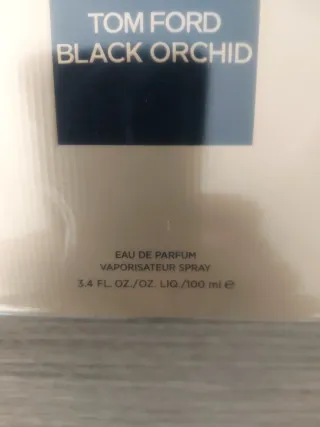 TOM FORD
BLACK ORCHID
EAU DE PARFUM
VAPORISATEUR SPRAY
3.4 FL. OZ./OZ. LIQ./100 ml ℮